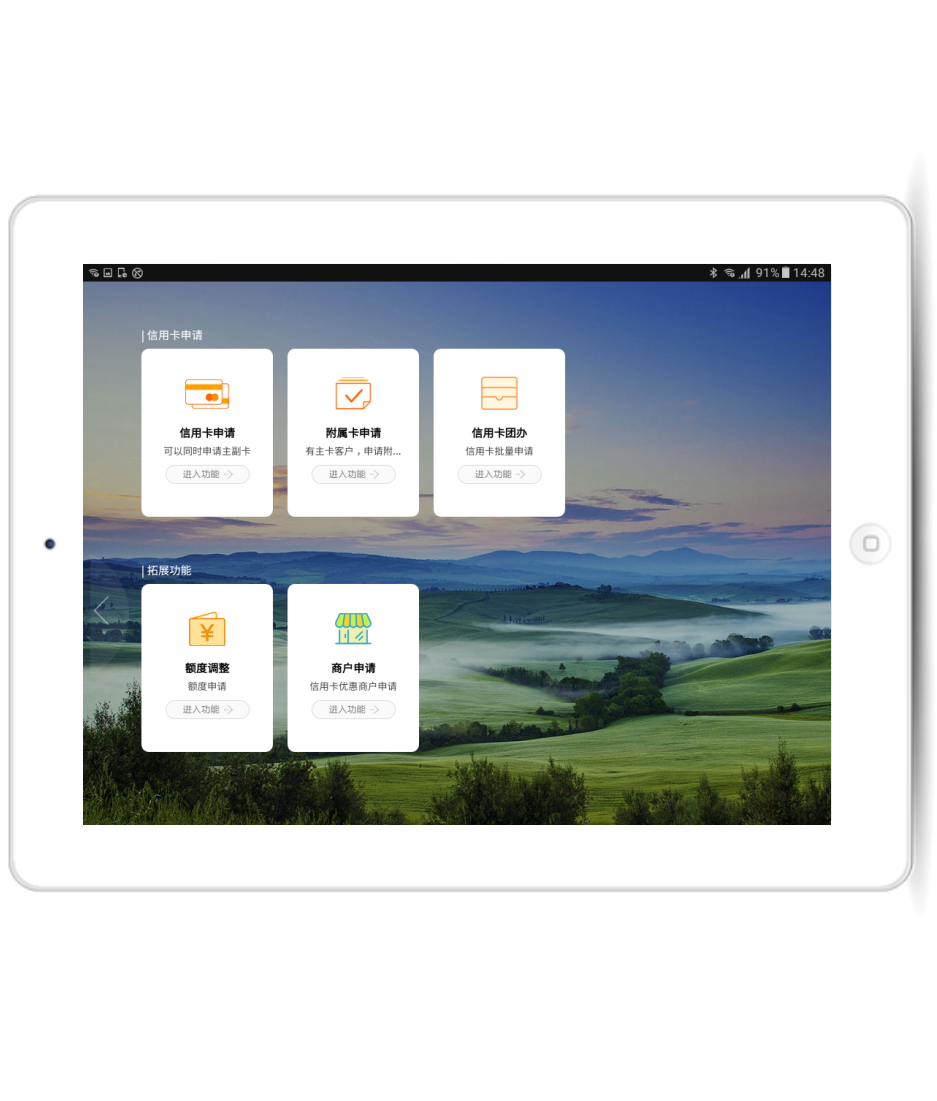 91% 14:48
| 信用卡申请
信用卡申请
可以同时申请主副卡
进入功能
附属卡申请
有主卡客户，申请附...
进入功能
信用卡团办
信用卡批量申请
进入功能
| 拓展功能
¥
额度调整
额度申请
进入功能
商户申请
信用卡优惠商户申请
进入功能